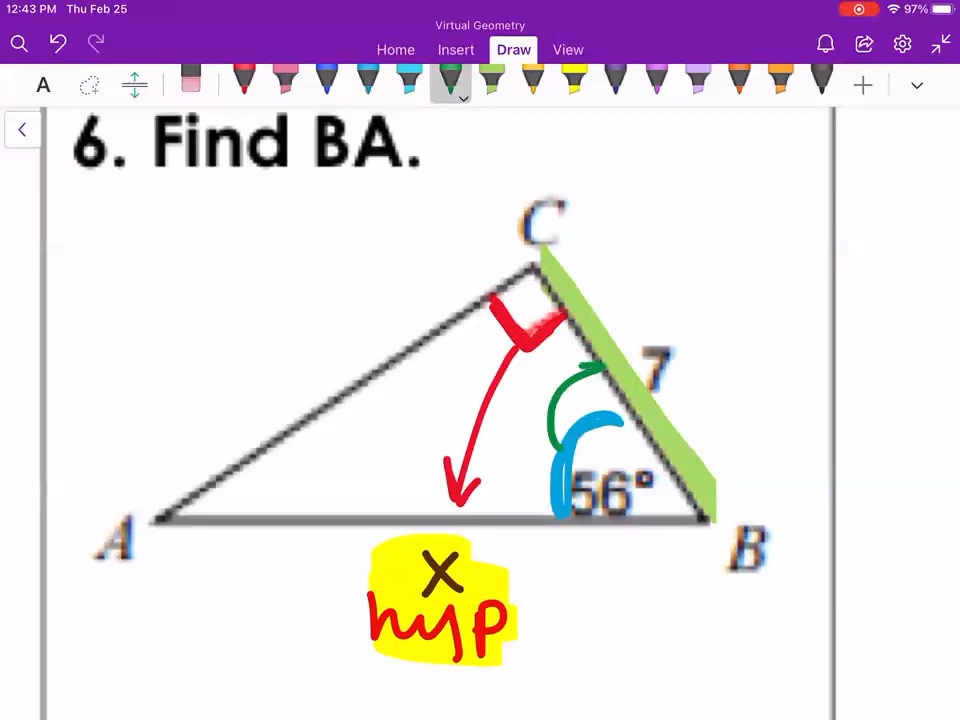 12:43 PM Thu Feb 25
97%
Virtual Geometry
Home Insert Draw View
A
6. Find BA.
C
7
56°
A
B
x
hyp